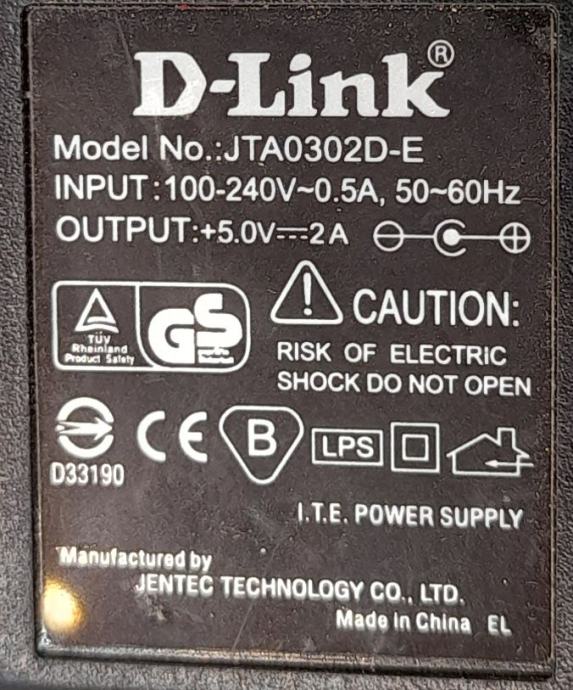 D-Link®
Model No.:JTA0302D-E
INPUT:100-240V~0.5A, 50~60Hz
OUTPUT:+5.0V⎓2A
TÜV
Rheinland
Product Safety
GS
CAUTION:
RISK OF ELECTRIC
SHOCK DO NOT OPEN
D33190
CE
B
LPS
I.T.E. POWER SUPPLY
Manufactured by
JENTEC TECHNOLOGY CO., LTD.
Made in China EL